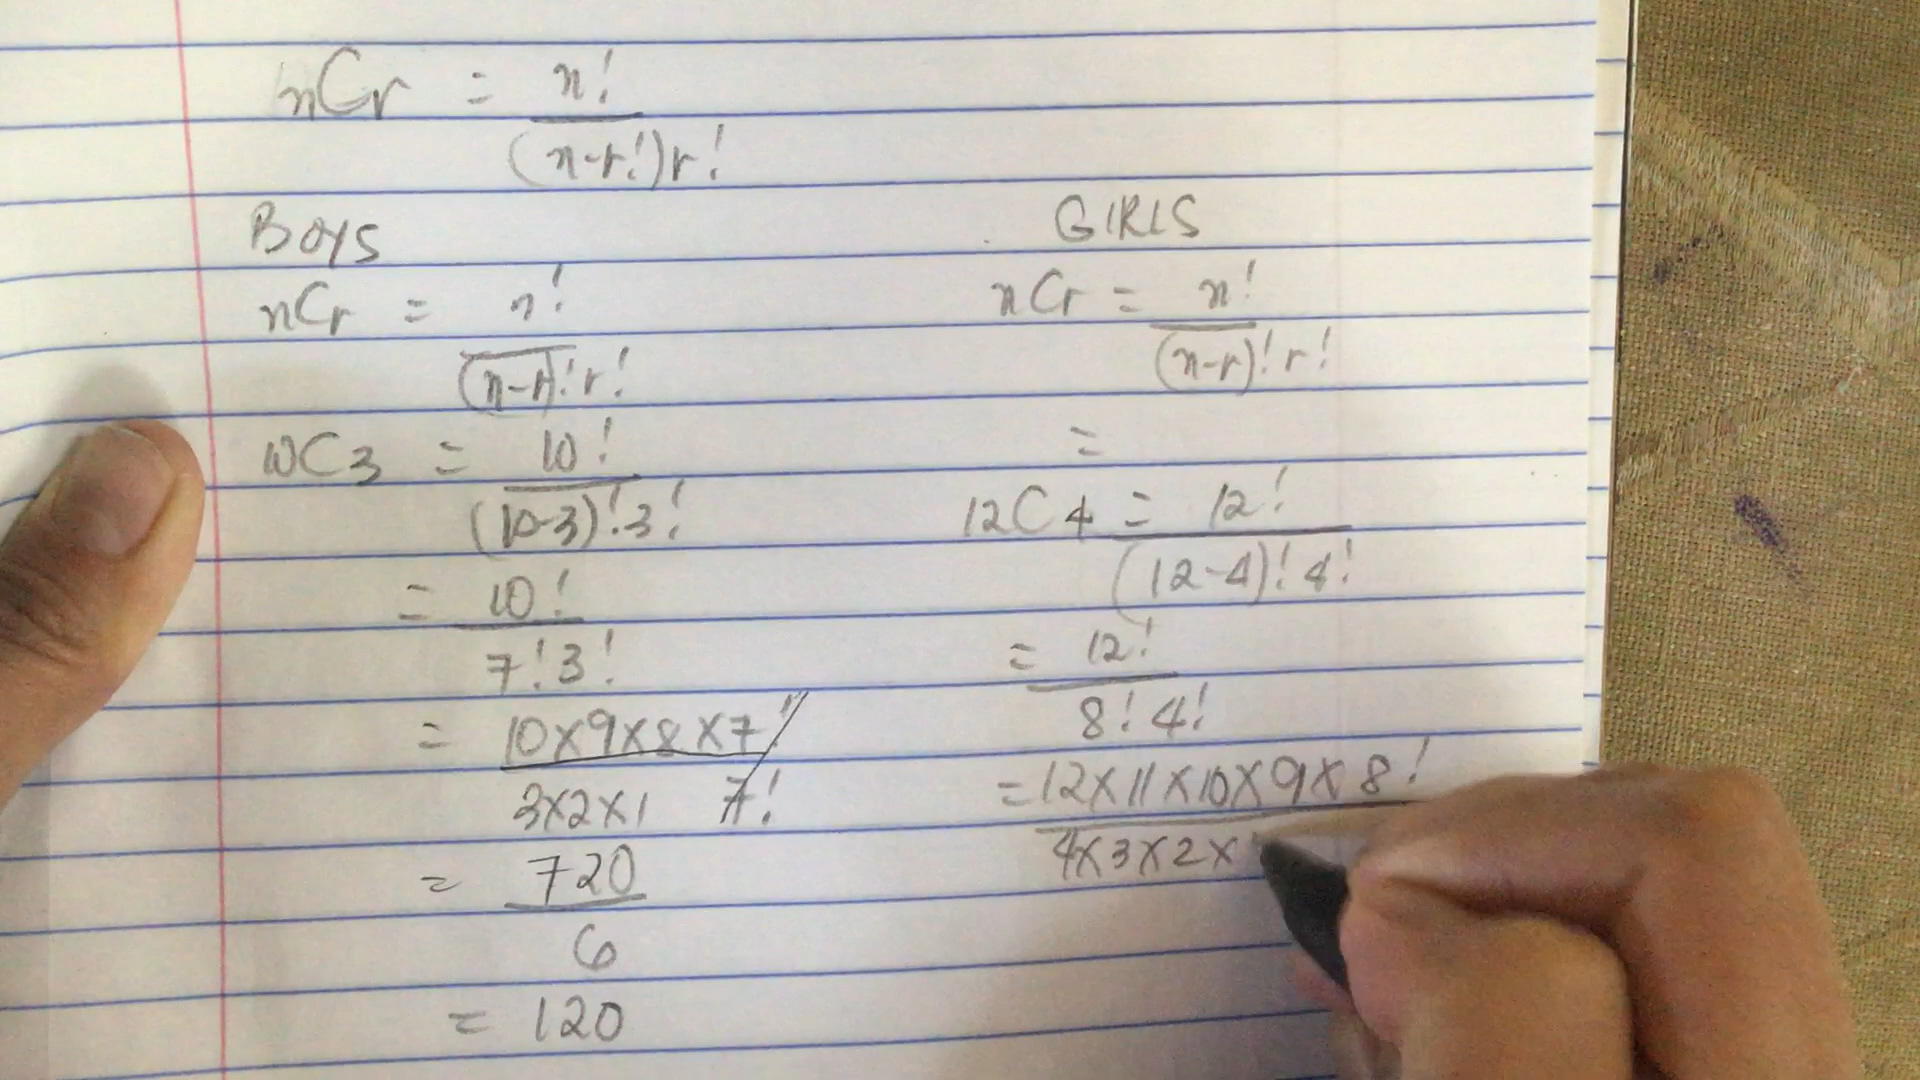 nCr = n!
(n-r!)r!
BOYS
nCr = n!
(n-r)!r!
10C3 = 10!
(10-3)!3!
= 10!
7!3!
= 10×9×8×7!
3×2×1 7!
= 720
6
= 120
GIRLS
nCr = n!
(n-r)!r!
=
12C4 = 12!
(12-4)!4!
= 12!
8!4!
= 12×11×10×9×8!
4×3×2×